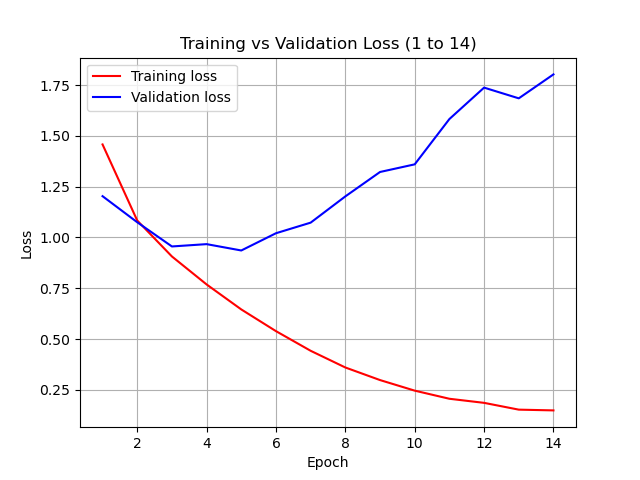 Training vs Validation Loss (1 to 14)
Training loss
Validation loss
1.75
1.50
1.25
1.00
0.75
0.50
0.25
Loss
2 4 6 8 10 12 14
Epoch